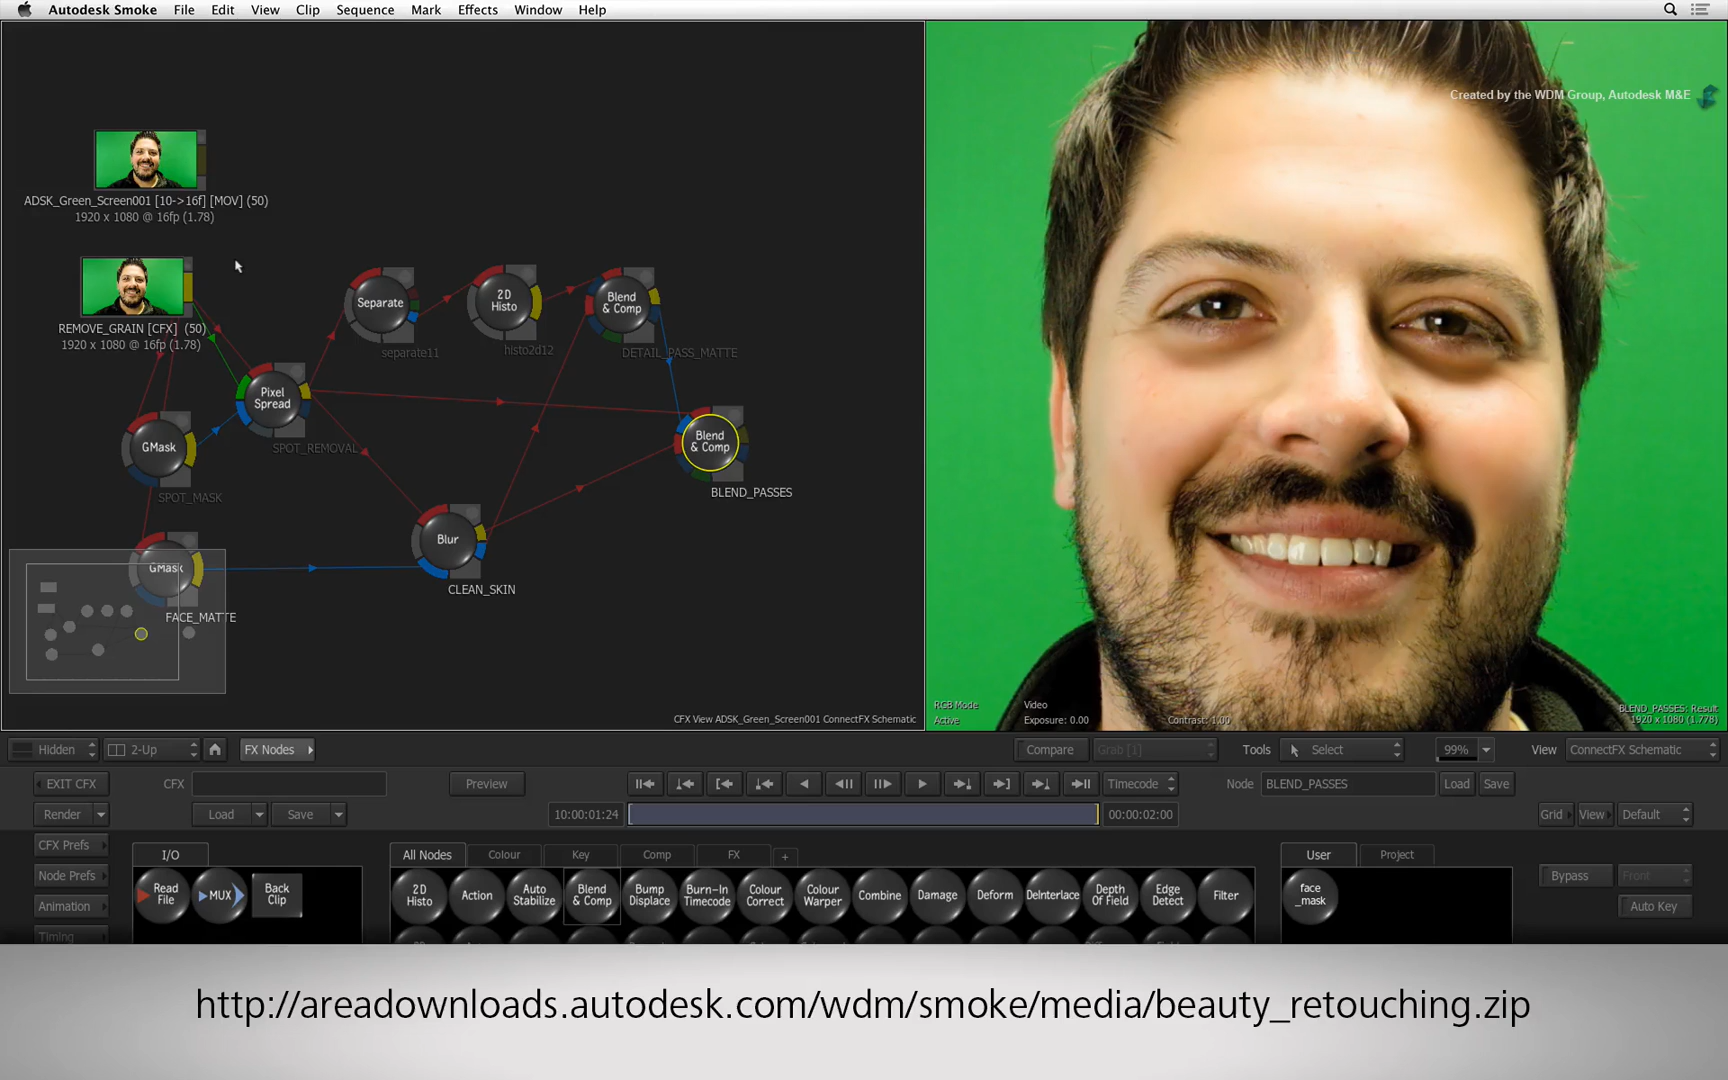 Autodesk Smoke File Edit View Clip Sequence Mark Effects Window Help
Created by the WDM Group, Autodesk M&E
ADSK_Green_Screen001 [10->16f] [MOV] (50)
1920 x 1080 @ 16fp (1.78)
REMOVE_GRAIN [CFX] (50)
1920 x 1080 @ 16fp (1.78)
Separate
separate11
2D
Histo
histo2d12
Blend
& Comp
DETAIL_PASS_MATTE
Pixel
Spread
SPOT_REMOVAL
GMask
SPOT_MASK
Blend
& Comp
BLEND_PASSES
Blur
CLEAN_SKIN
GMask
FACE_MATTE
CFX View ADSK_Green_Screen001 ConnectFX Schematic
RGB Mode
Active
Video
Exposure: 0.00
Contrast: 1.00
BLEND_PASSES: Result
1920 x 1080 (1.778)
Hidden 2-Up FX Nodes Compare Grab [1] Tools Select 99% View ConnectFX Schematic
EXIT CFX CFX Preview Timecode Node BLEND_PASSES Load Save
Render Load Save 10:00:01:24 00:00:02:00 Grid View Default
CFX Prefs
Node Prefs
Animation
Timing
I/O
Read
File
MUX
Back
Clip
All Nodes Colour Key Comp FX +
2D
Histo
Action
Auto
Stabilize
Blend
& Comp
Bump
Displace
Burn-In
Timecode
Colour
Correct
Colour
Warper
Combine
Damage
Deform
DeInterlace
Depth
Of Field
Edge
Detect
Filter
User Project
face
_mask
Bypass Front
Auto Key
http://areadownloads.autodesk.com/wdm/smoke/media/beauty_retouching.zip